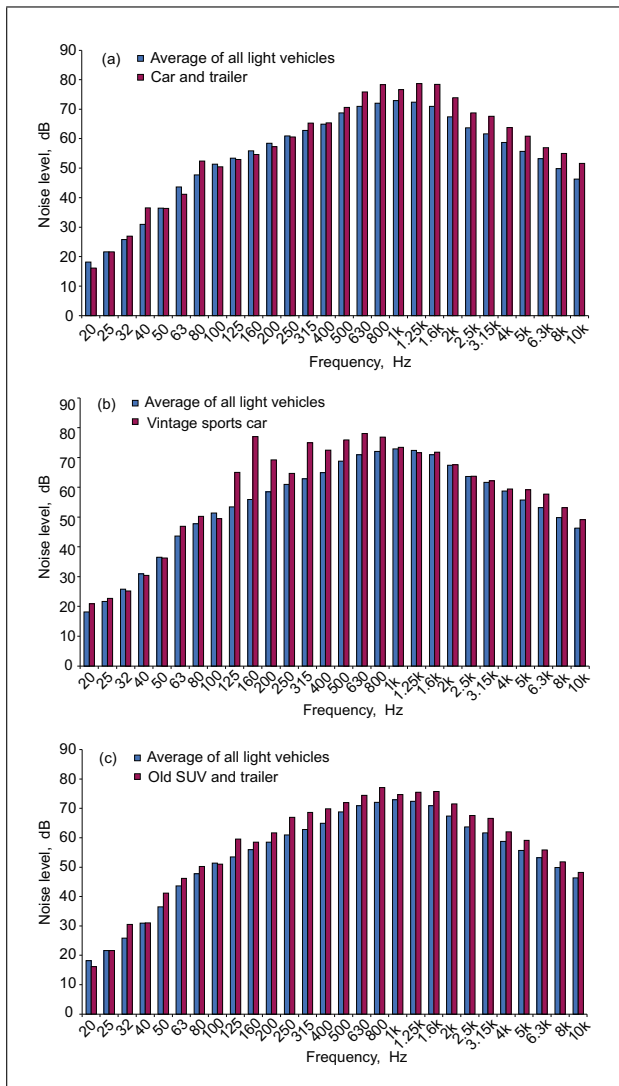 (a)
Average of all light vehicles
Car and trailer
Noise level, dB
90
80
70
60
50
40
30
20
10
0
20 25 32 40 50 63 80 100 125 160 200 250 315 400 500 630 800 1k 1.25k 1.6k 2k 2.5k 3.15k 4k 5k 6.3k 8k 10k
Frequency, Hz
(b)
Average of all light vehicles
Vintage sports car
Noise level, dB
90
80
70
60
50
40
30
20
10
0
20 25 32 40 50 63 80 100 125 160 200 250 315 400 500 630 800 1k 1.25k 1.6k 2k 2.5k 3.15k 4k 5k 6.3k 8k 10k
Frequency, Hz
(c)
Average of all light vehicles
Old SUV and trailer
Noise level, dB
90
80
70
60
50
40
30
20
10
0
20 25 32 40 50 63 80 100 125 160 200 250 315 400 500 630 800 1k 1.25k 1.6k 2k 2.5k 3.15k 4k 5k 6.3k 8k 10k
Frequency, Hz